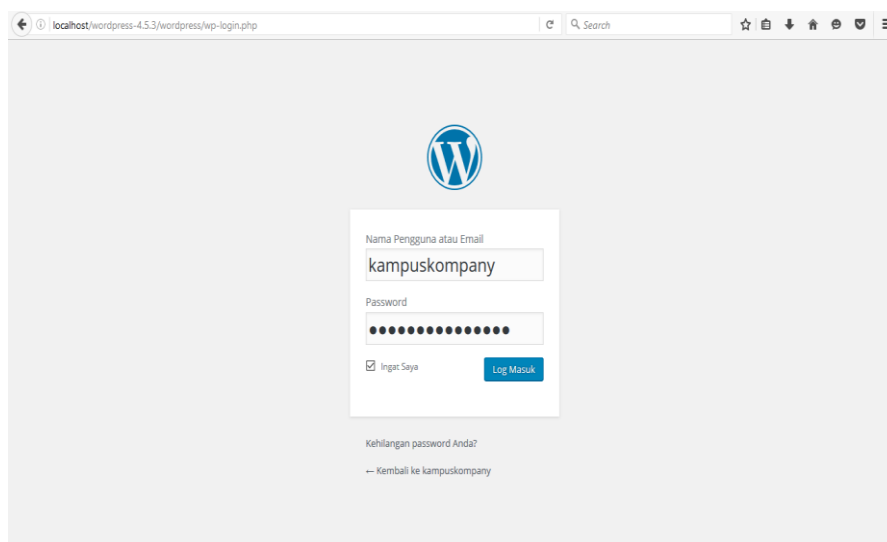 localhost/wordpress-4.5.3/wordpress/wp-login.php
Search
Nama Pengguna atau Email
kampuskompany
Password
●●●●●●●●●●●●●●●
Ingat Saya
Log Masuk
Kehilangan password Anda?
← Kembali ke kampuskompany